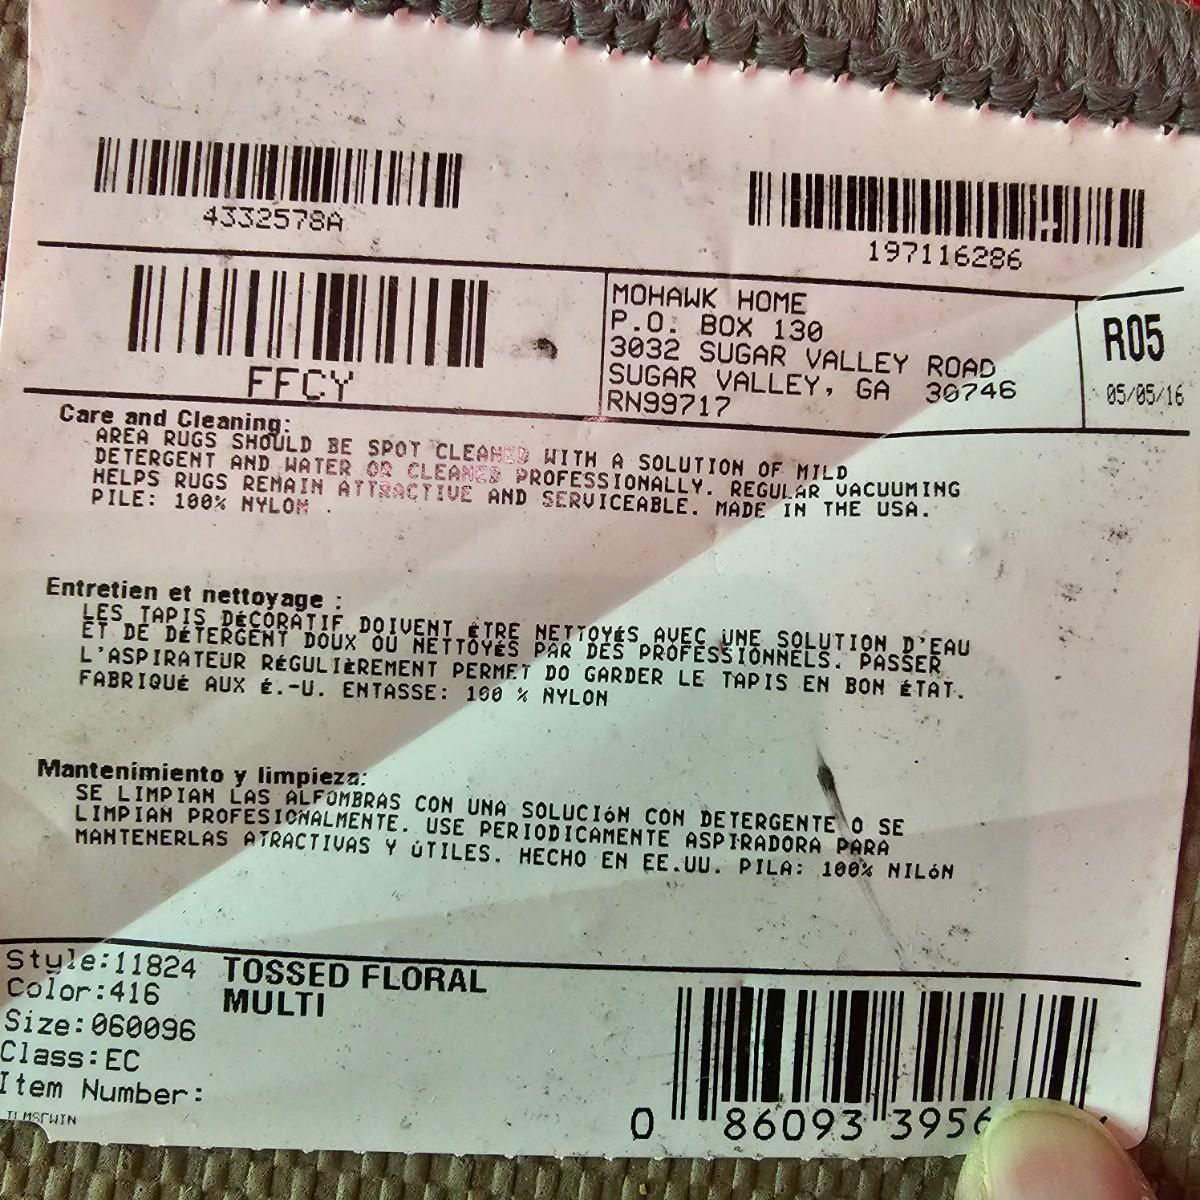 4332578A
197116286
FFCY
MOHAWK HOME
P.O. BOX 130
3032 SUGAR VALLEY ROAD
SUGAR VALLEY, GA 30746
RN99717
R05
05/05/16
Care and Cleaning:
AREA RUGS SHOULD BE SPOT CLEANED WITH A SOLUTION OF MILD
DETERGENT AND WATER OR CLEANED PROFESSIONALLY. REGULAR VACUUMING
HELPS RUGS REMAIN ATTRACTIVE AND SERVICEABLE. MADE IN THE USA.
PILE: 100% NYLON .
Entretien et nettoyage :
LES TAPIS DÉCORATIF DOIVENT ÊTRE NETTOYÉS AVEC UNE SOLUTION D'EAU
ET DE DÉTERGENT DOUX OU NETTOYÉS PAR DES PROFESSIONNELS. PASSER
L'ASPIRATEUR RÉGULIÈREMENT PERMET DO GARDER LE TAPIS EN BON ÉTAT.
FABRIQUÉ AUX É.-U. ENTASSE: 100 % NYLON
Mantenimiento y limpieza:
SE LIMPIAN LAS ALFOMBRAS CON UNA SOLUCIÓN CON DETERGENTE O SE
LIMPIAN PROFESIONALMENTE. USE PERIODICAMENTE ASPIRADORA PARA
MANTENERLAS ATRACTIVAS Y ÚTILES. HECHO EN EE.UU. PILA: 100% NILÓN
Style:11824
Color:416
Size:060096
Class:EC
Item Number:
TOSSED FLORAL
MULTI
0 86093 3956